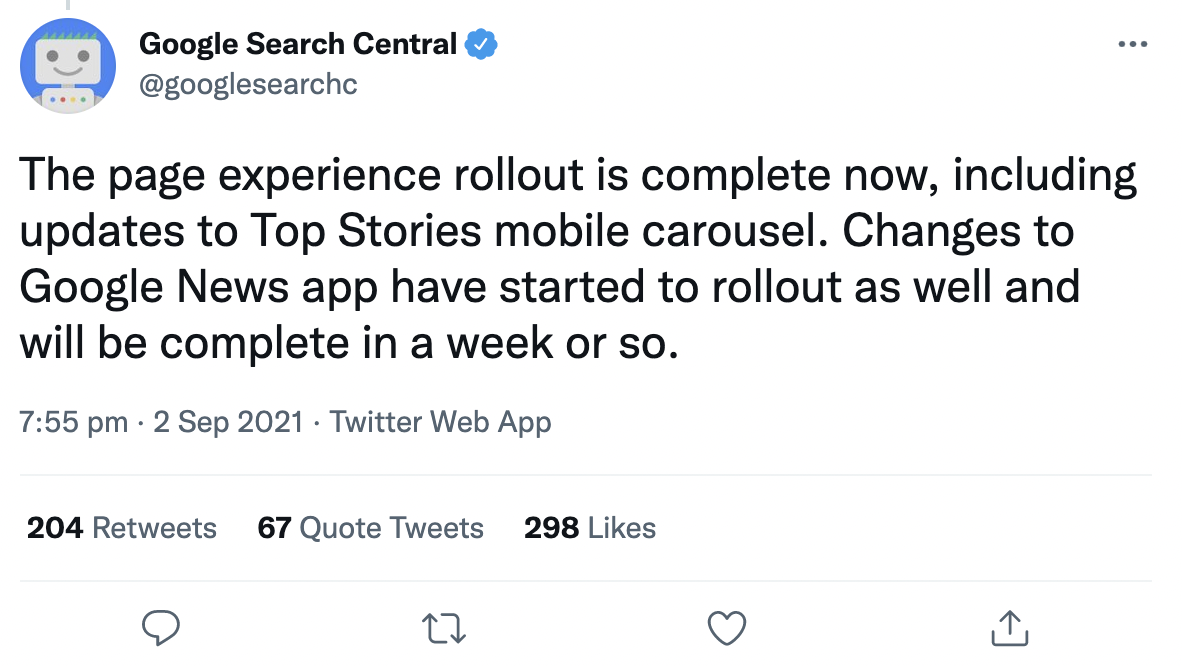 Google Search Central
@googlesearchc
The page experience rollout is complete now, including
updates to Top Stories mobile carousel. Changes to
Google News app have started to rollout as well and
will be complete in a week or so.
7:55 pm · 2 Sep 2021 · Twitter Web App
204 Retweets 67 Quote Tweets 298 Likes